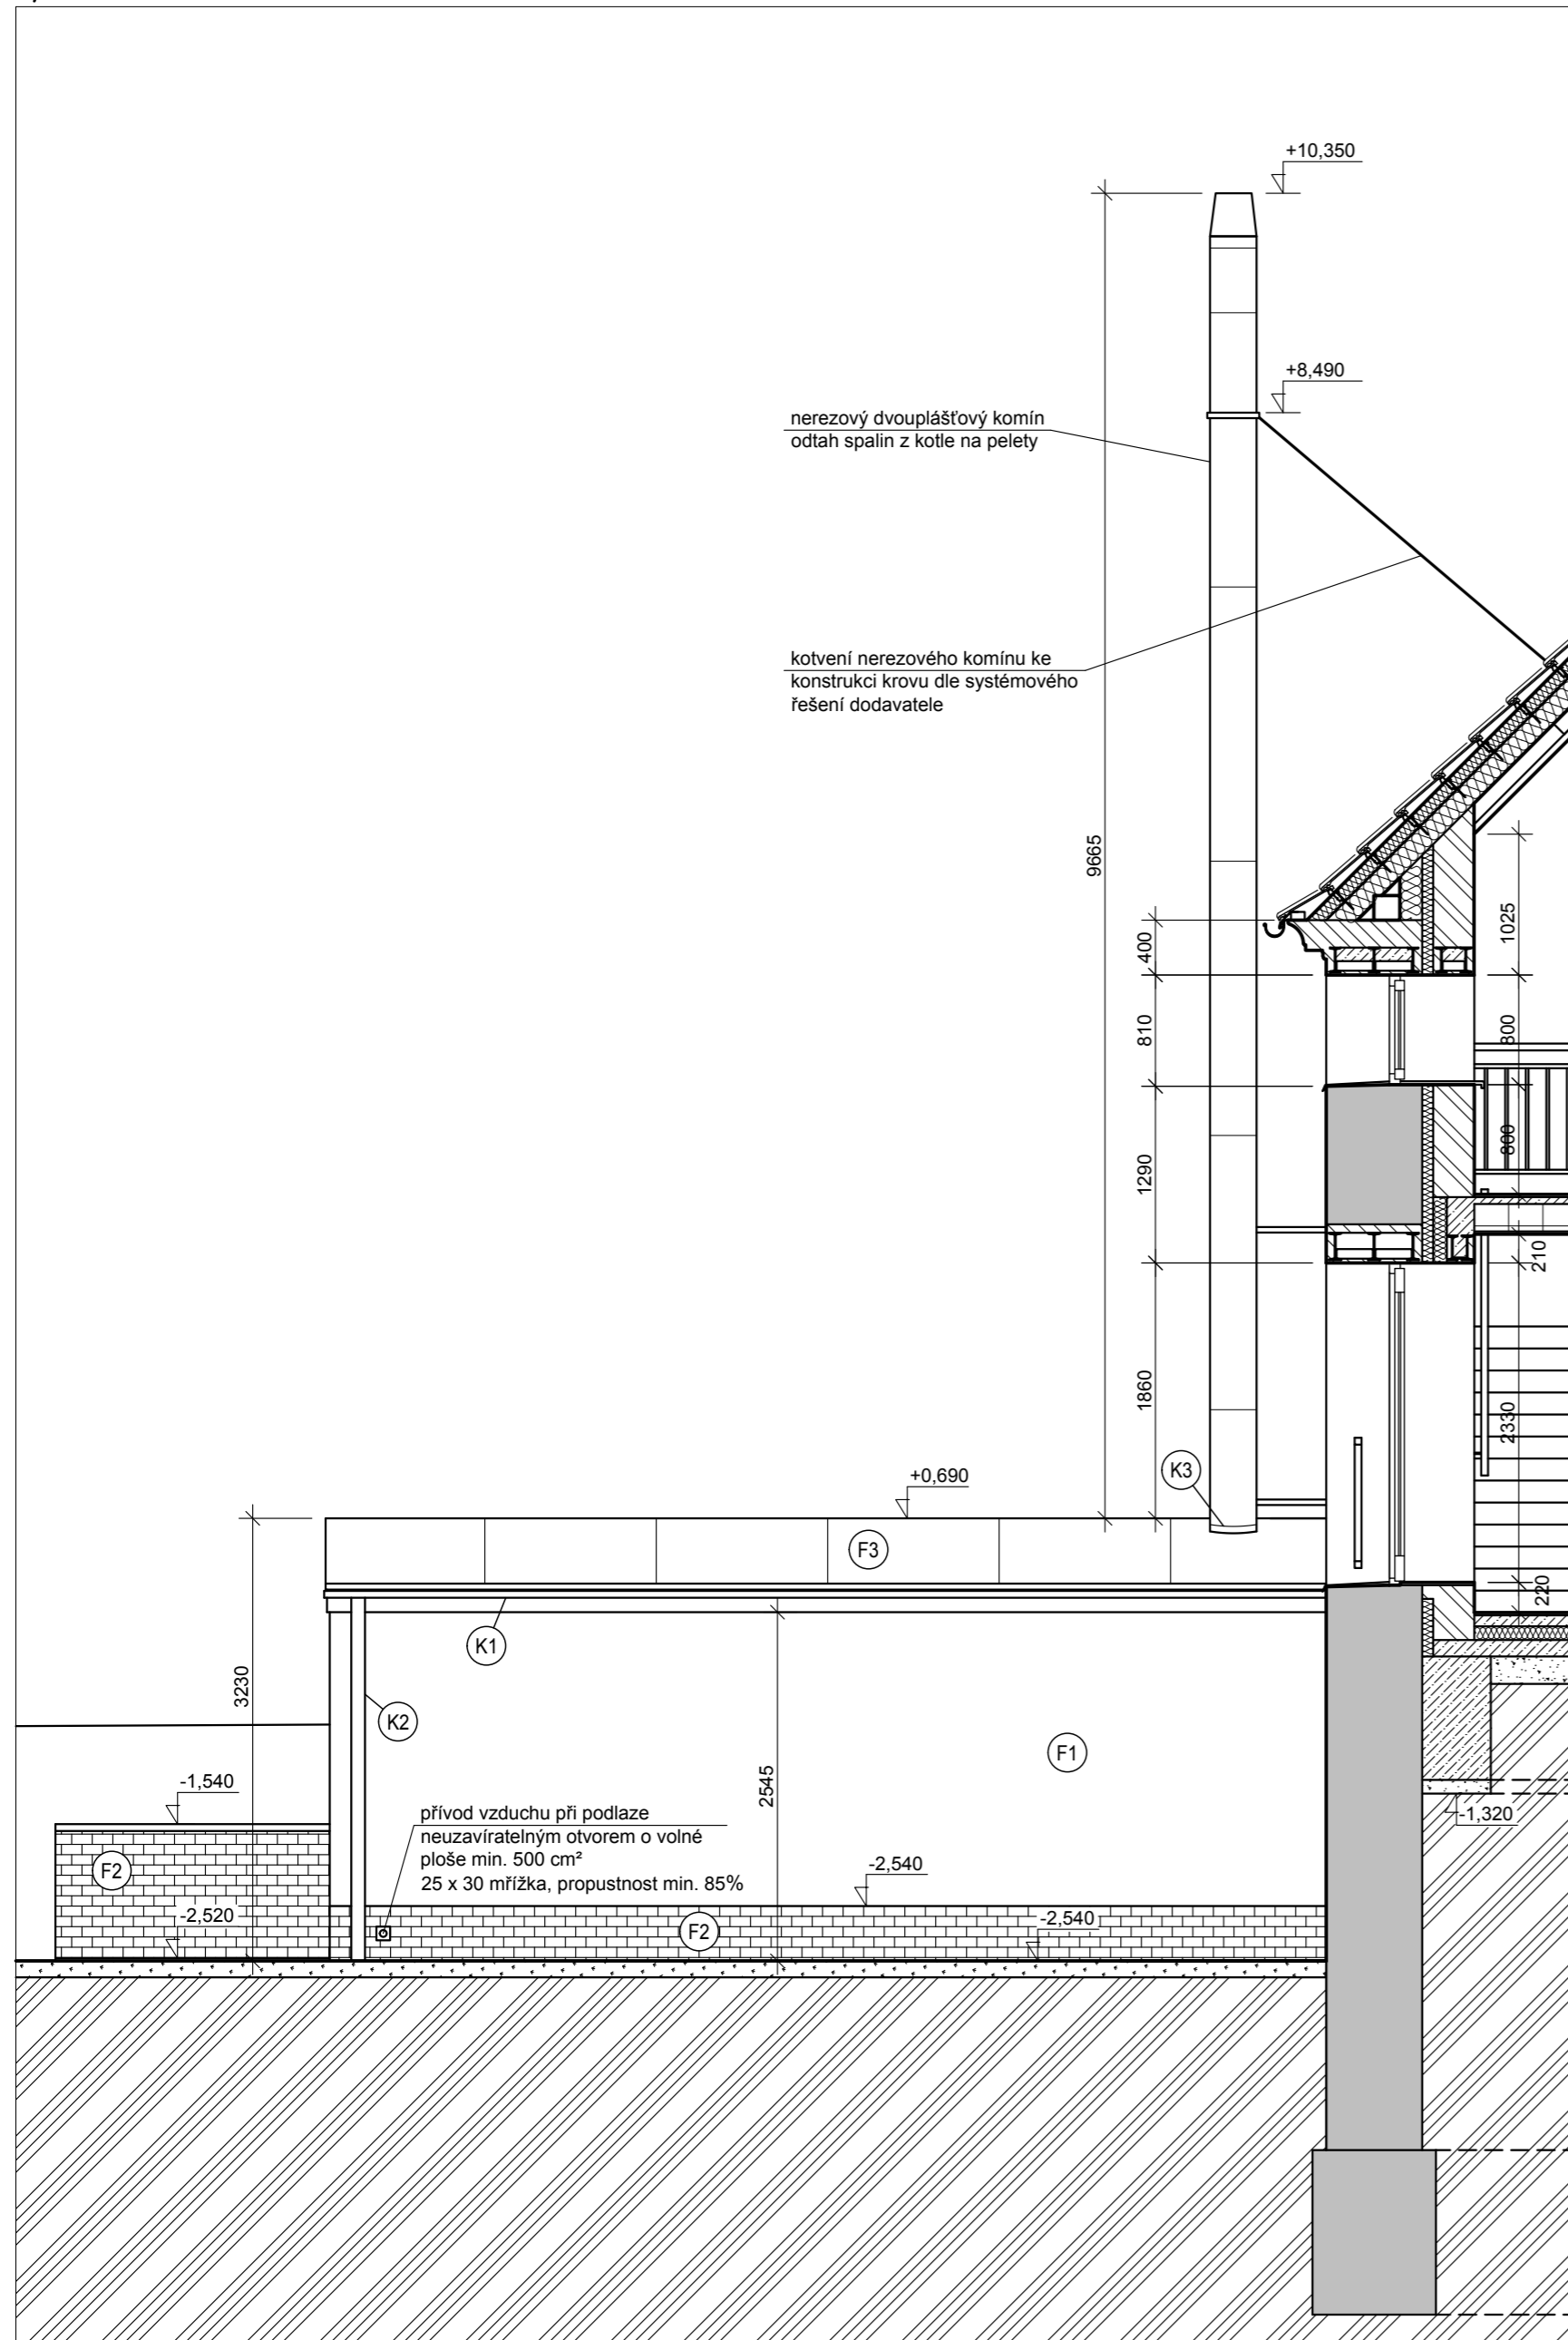 +10,350
+8,490
nerezový dvouplášťový komín
odtah spalin z kotle na pelety
kotvení nerezového komínu ke
konstrukci krovu dle systémového
řešení dodavatele
9665
400
1025
810
800
1290
800
210
1860
2330
K3
+0,690
F3
220
K1
3230
K2
F1
2545
-1,540
přívod vzduchu při podlaze
neuzavíratelným otvorem o volné
ploše min. 500 cm²
25 x 30 mřížka, propustnost min. 85%
-1,320
F2
-2,540
-2,520
F2
-2,540